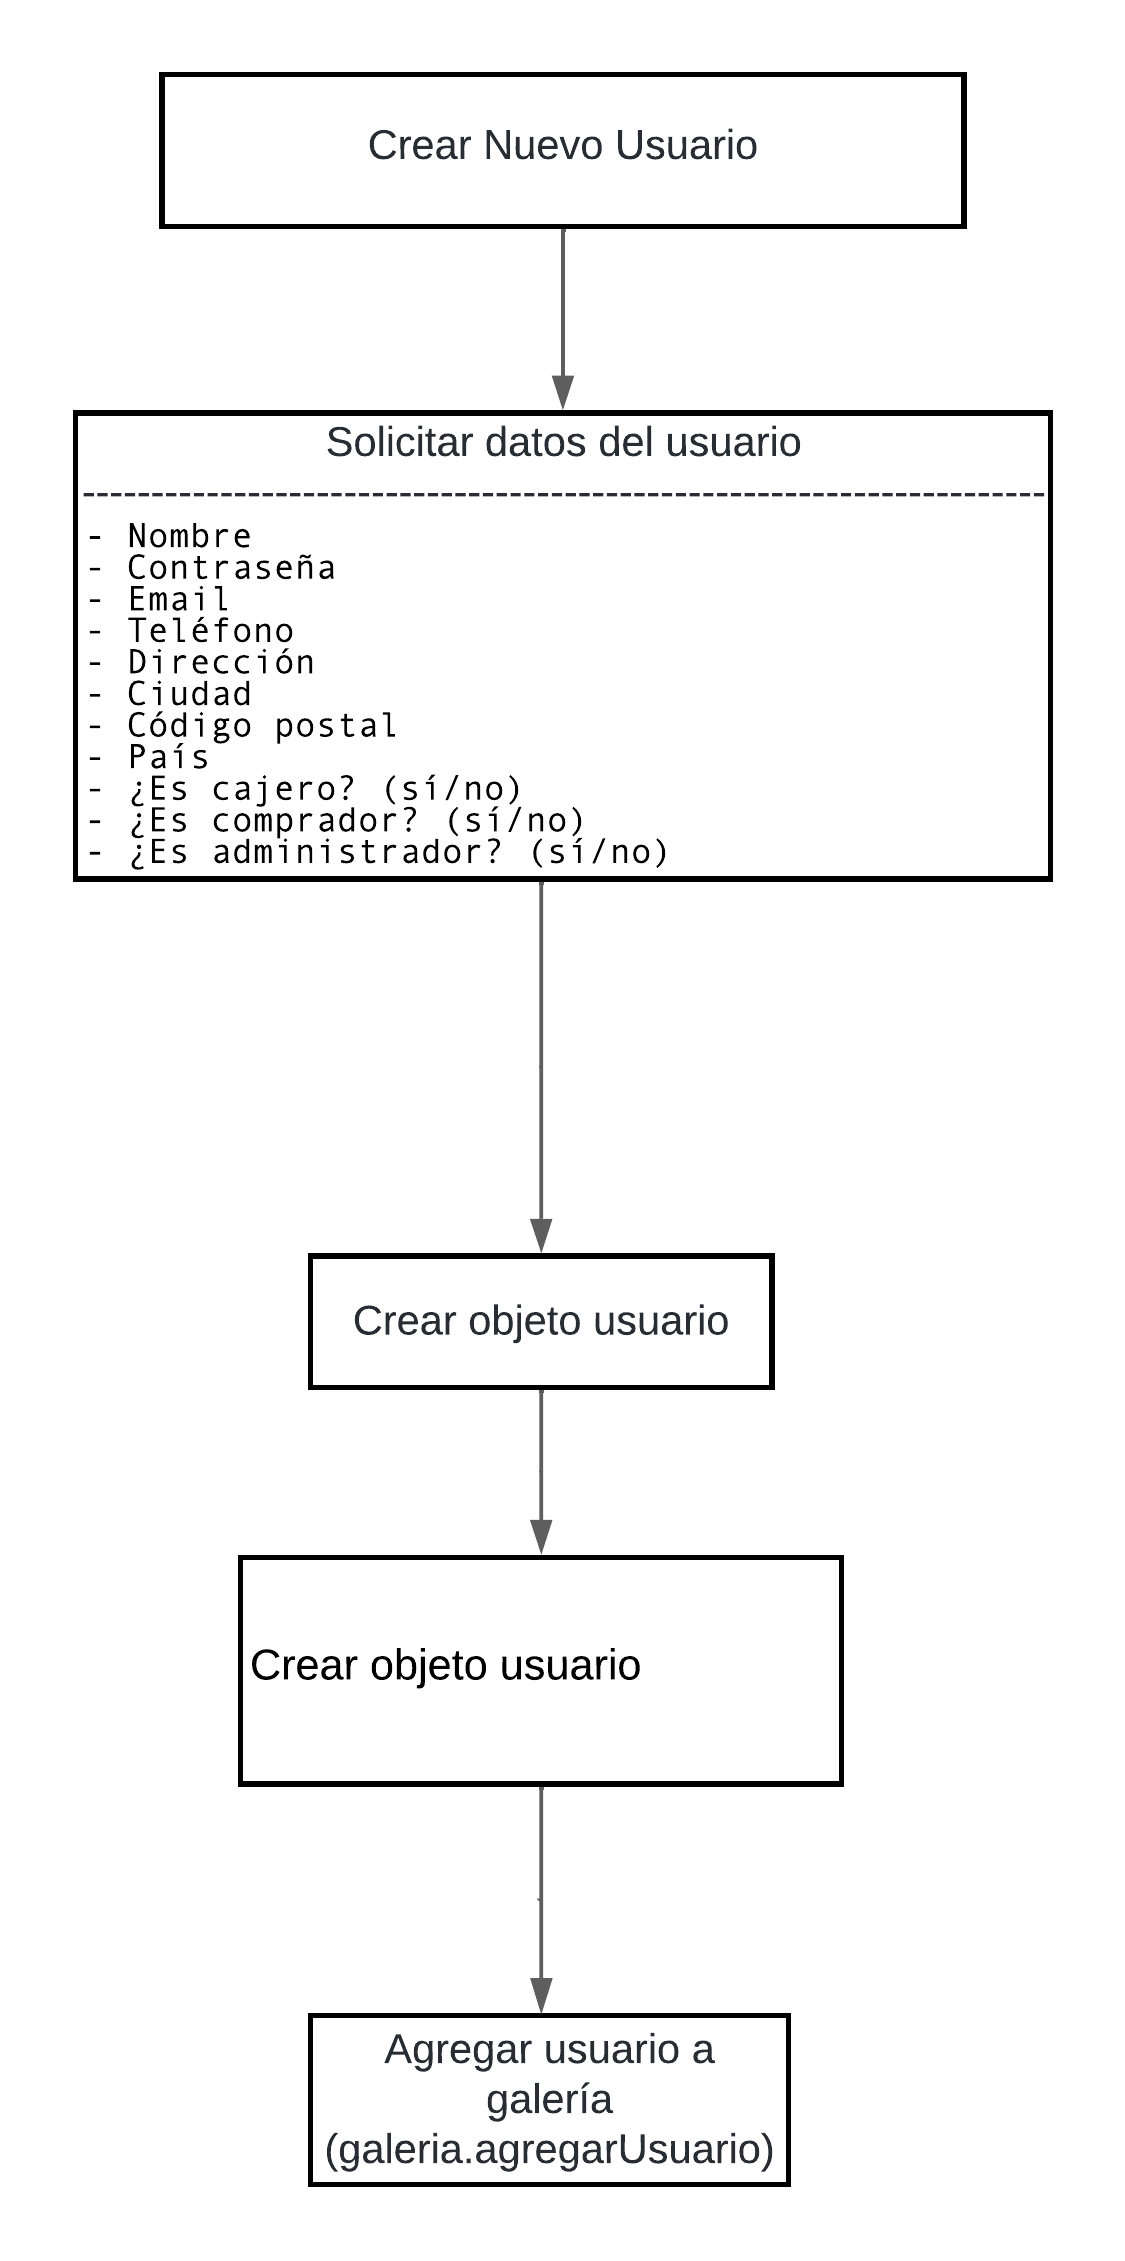 Crear Nuevo Usuario
Solicitar datos del usuario
- Nombre
- Contraseña
- Email
- Teléfono
- Dirección
- Ciudad
- Código postal
- País
- ¿Es cajero? (sí/no)
- ¿Es comprador? (sí/no)
- ¿Es administrador? (sí/no)
Crear objeto usuario
Crear objeto usuario
Agregar usuario a
galería
(galeria.agregarUsuario)